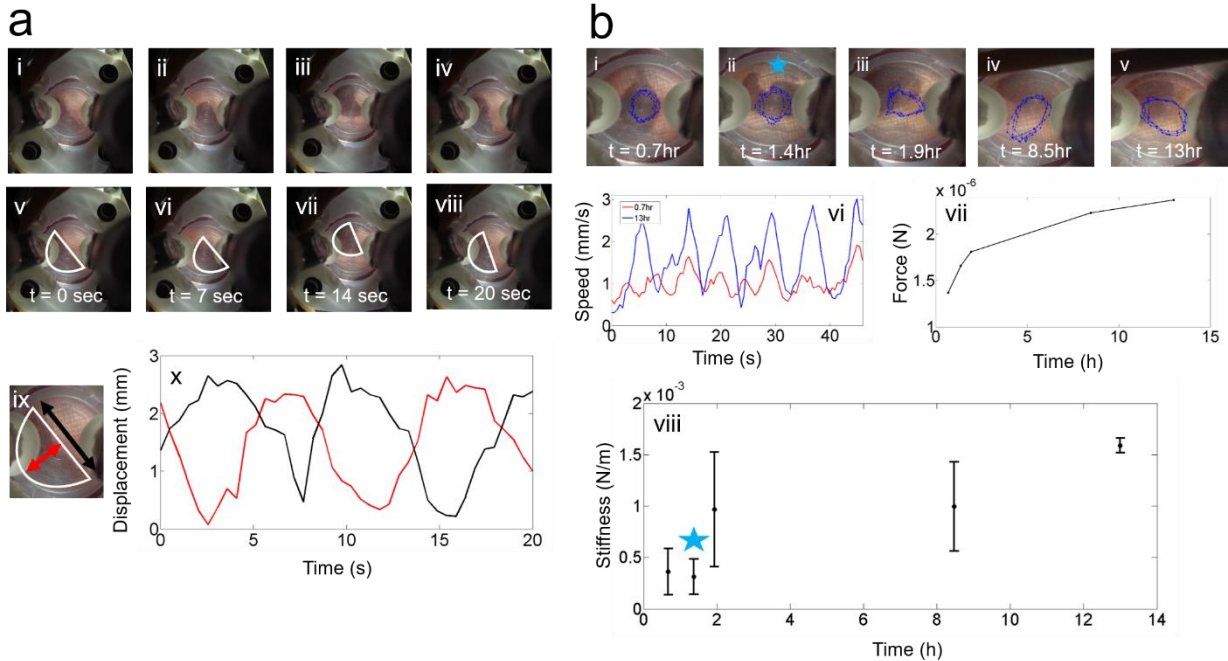 a
i
ii
iii
iv
v
t = 0 sec
vi
t = 7 sec
vii
t = 14 sec
viii
t = 20 sec
ix
x
Displacement (mm)
3
2
1
0
0 5 10 15 20
Time (s)
b
i
t = 0.7hr
ii
t = 1.4hr
iii
t = 1.9hr
iv
t = 8.5hr
v
t = 13hr
vi
0.7hr
13hr
Speed (mm/s)
3
2
1
0
0 10 20 30 40
Time (s)
vii
x 10⁻⁶
Force (N)
2.5
2
1.5
1
0 5 10 15
Time (h)
viii
x 10⁻³
Stiffness (N/m)
2
1.5
1
0.5
0
0 2 4 6 8 10 12 14
Time (h)